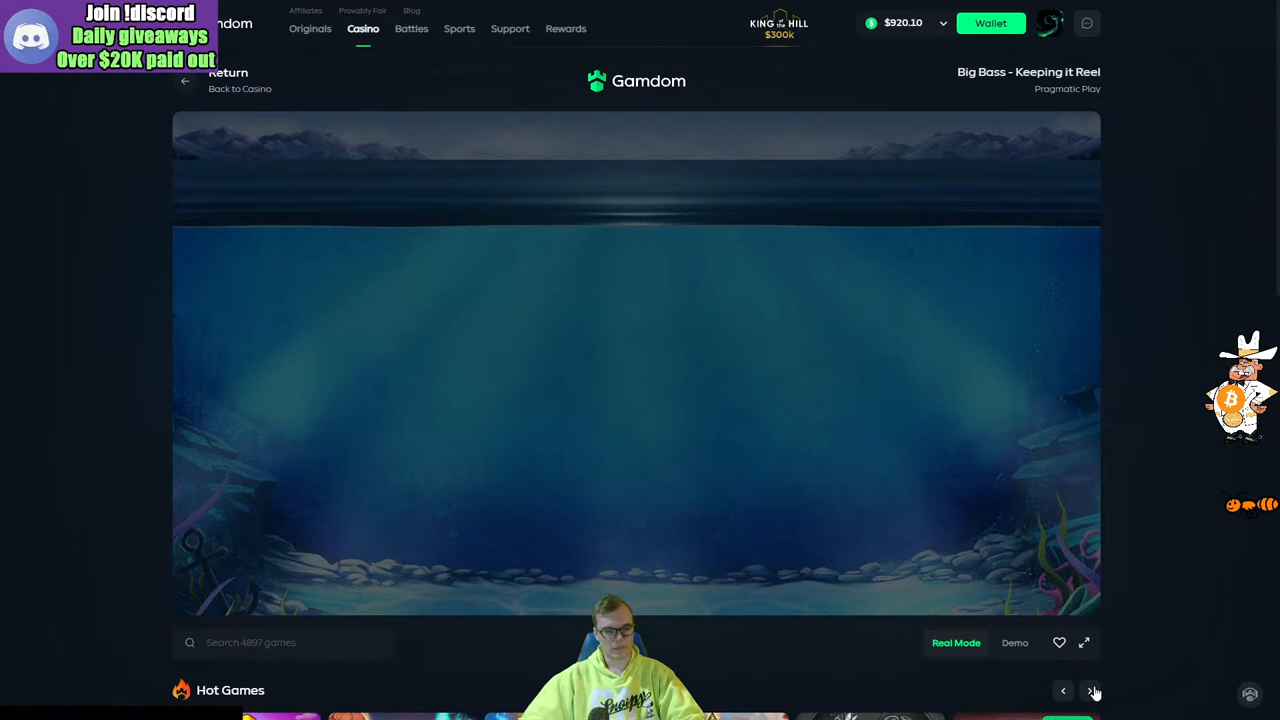 Join !discord
Daily giveaways
Over $20K paid out
Affiliates Provably Fair Blog
Originals Casino Battles Sports Support Rewards
KING of the HILL
$300k
$920.10
Wallet
Return
Back to Casino
Gamdom
Big Bass - Keeping it Reel
Pragmatic Play
Search 4897 games
Real Mode Demo
Hot Games